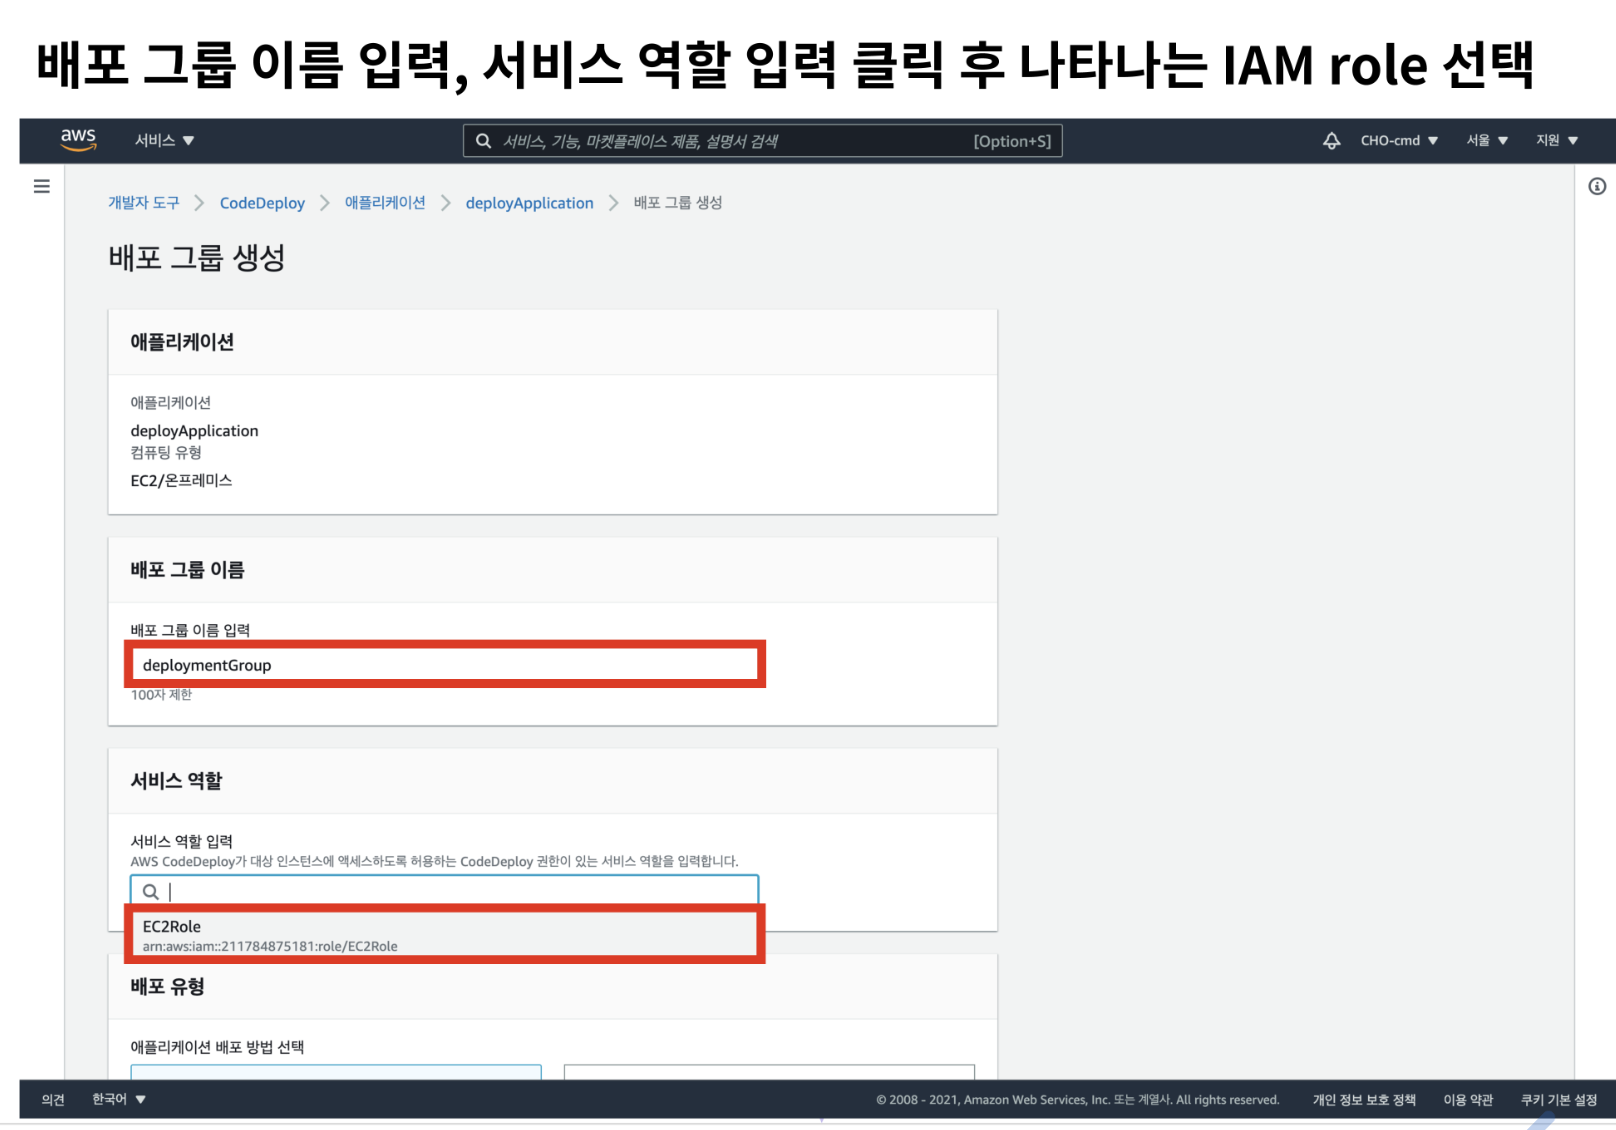 배포 그룹 이름 입력, 서비스 역할 입력 클릭 후 나타나는 IAM role 선택
aws 서비스 ▼ 서비스, 기능, 마켓플레이스 제품, 설명서 검색 [Option+S] CHO-cmd ▼ 서울 ▼ 지원 ▼
개발자 도구 > CodeDeploy > 애플리케이션 > deployApplication > 배포 그룹 생성
배포 그룹 생성
애플리케이션
애플리케이션
deployApplication
컴퓨팅 유형
EC2/온프레미스
배포 그룹 이름
배포 그룹 이름 입력
deploymentGroup
100자 제한
서비스 역할
서비스 역할 입력
AWS CodeDeploy가 대상 인스턴스에 액세스하도록 허용하는 CodeDeploy 권한이 있는 서비스 역할을 입력합니다.
EC2Role
arn:aws:iam::211784875181:role/EC2Role
배포 유형
애플리케이션 배포 방법 선택
의견 한국어 ▼ © 2008 - 2021, Amazon Web Services, Inc. 또는 계열사. All rights reserved. 개인 정보 보호 정책 이용 약관 쿠키 기본 설정